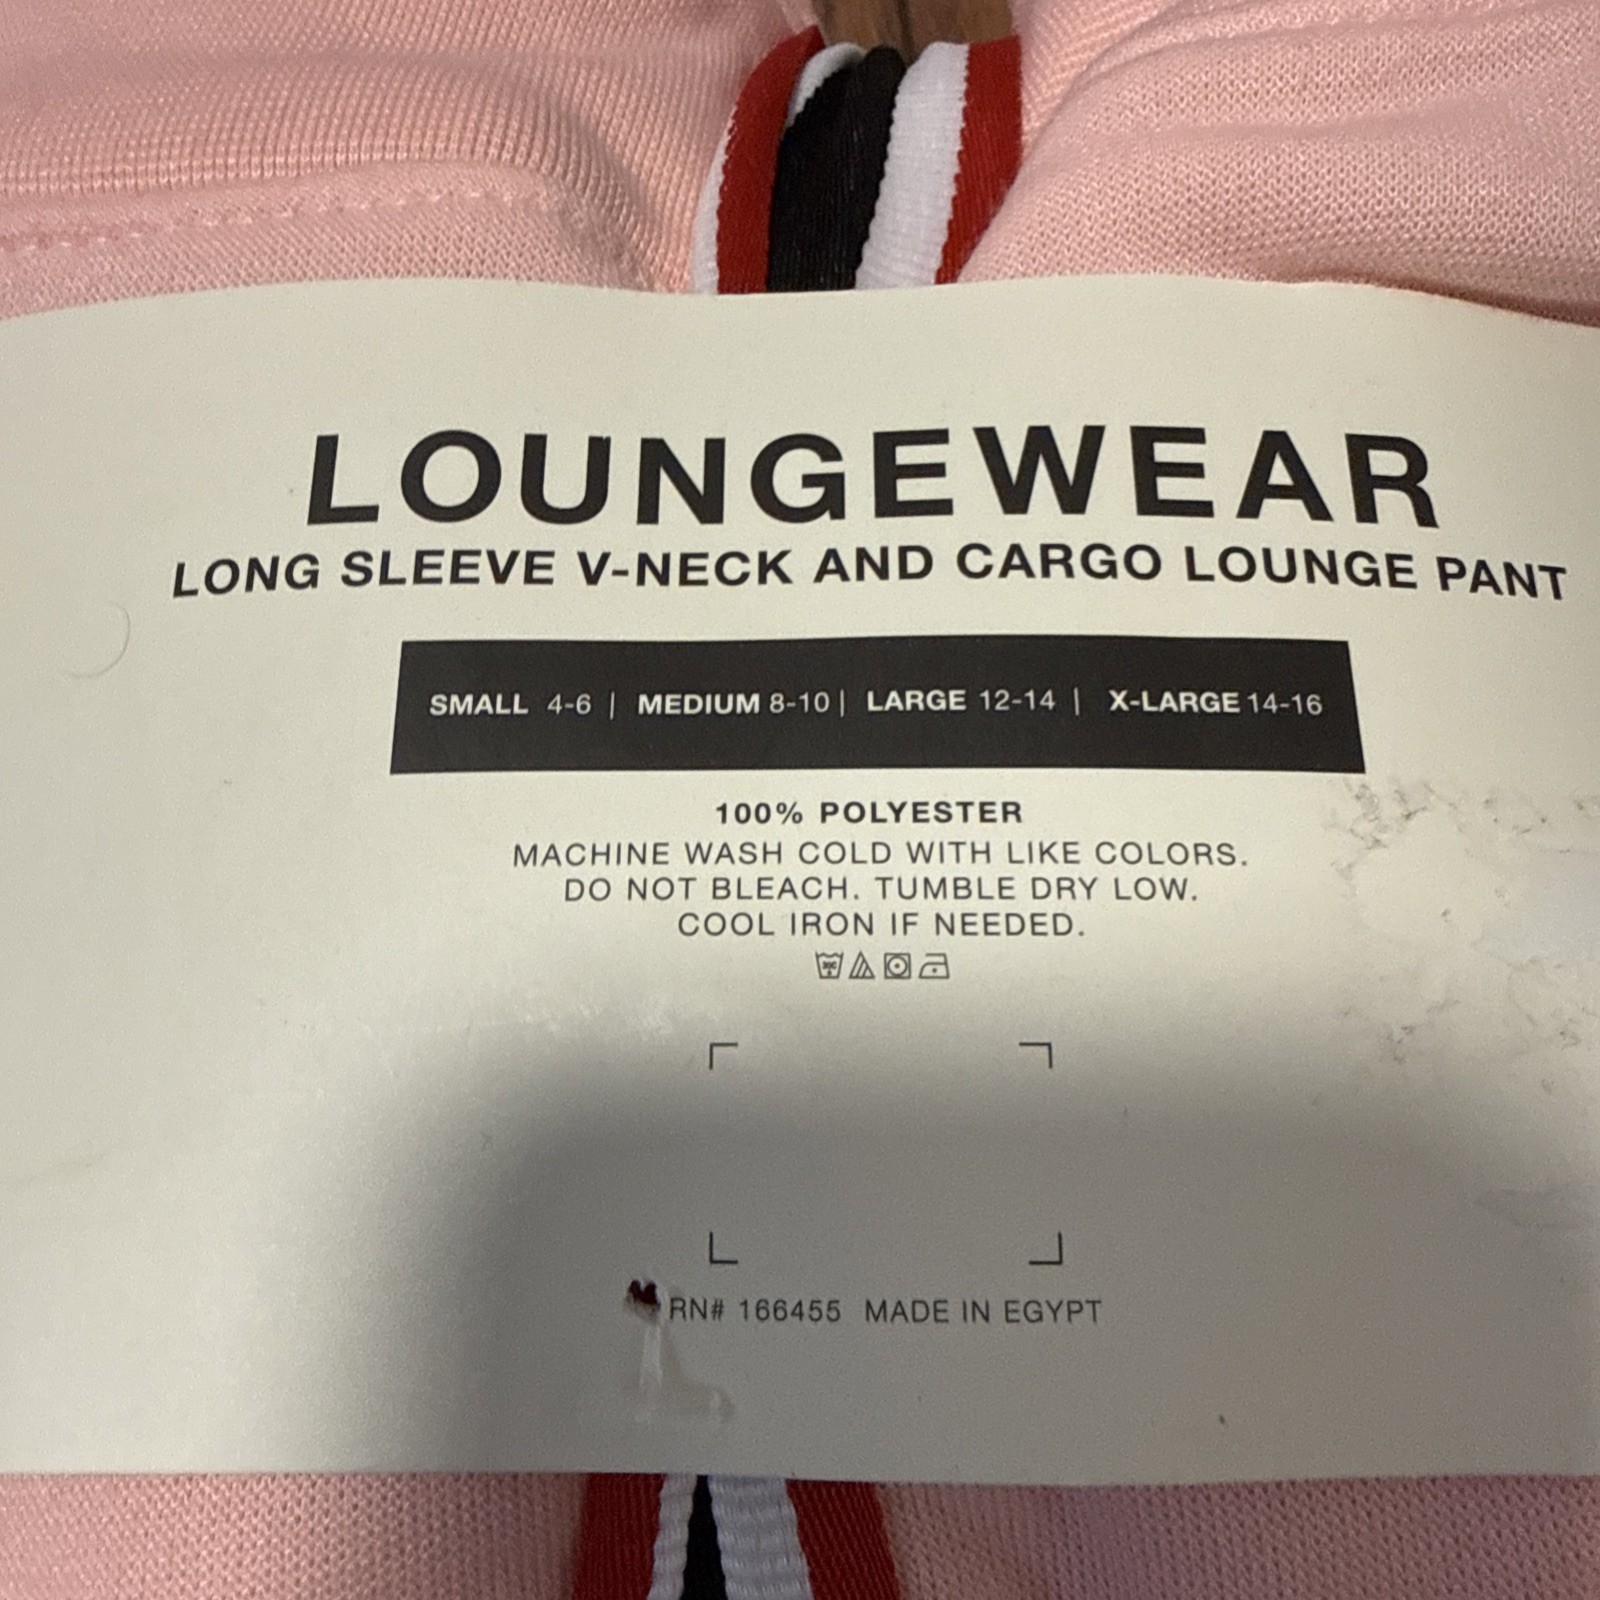 LOUNGEWEAR
LONG SLEEVE V-NECK AND CARGO LOUNGE PANT
SMALL 4-6 | MEDIUM 8-10 | LARGE 12-14 | X-LARGE 14-16
100% POLYESTER
MACHINE WASH COLD WITH LIKE COLORS.
DO NOT BLEACH. TUMBLE DRY LOW.
COOL IRON IF NEEDED.
RN# 166455 MADE IN EGYPT